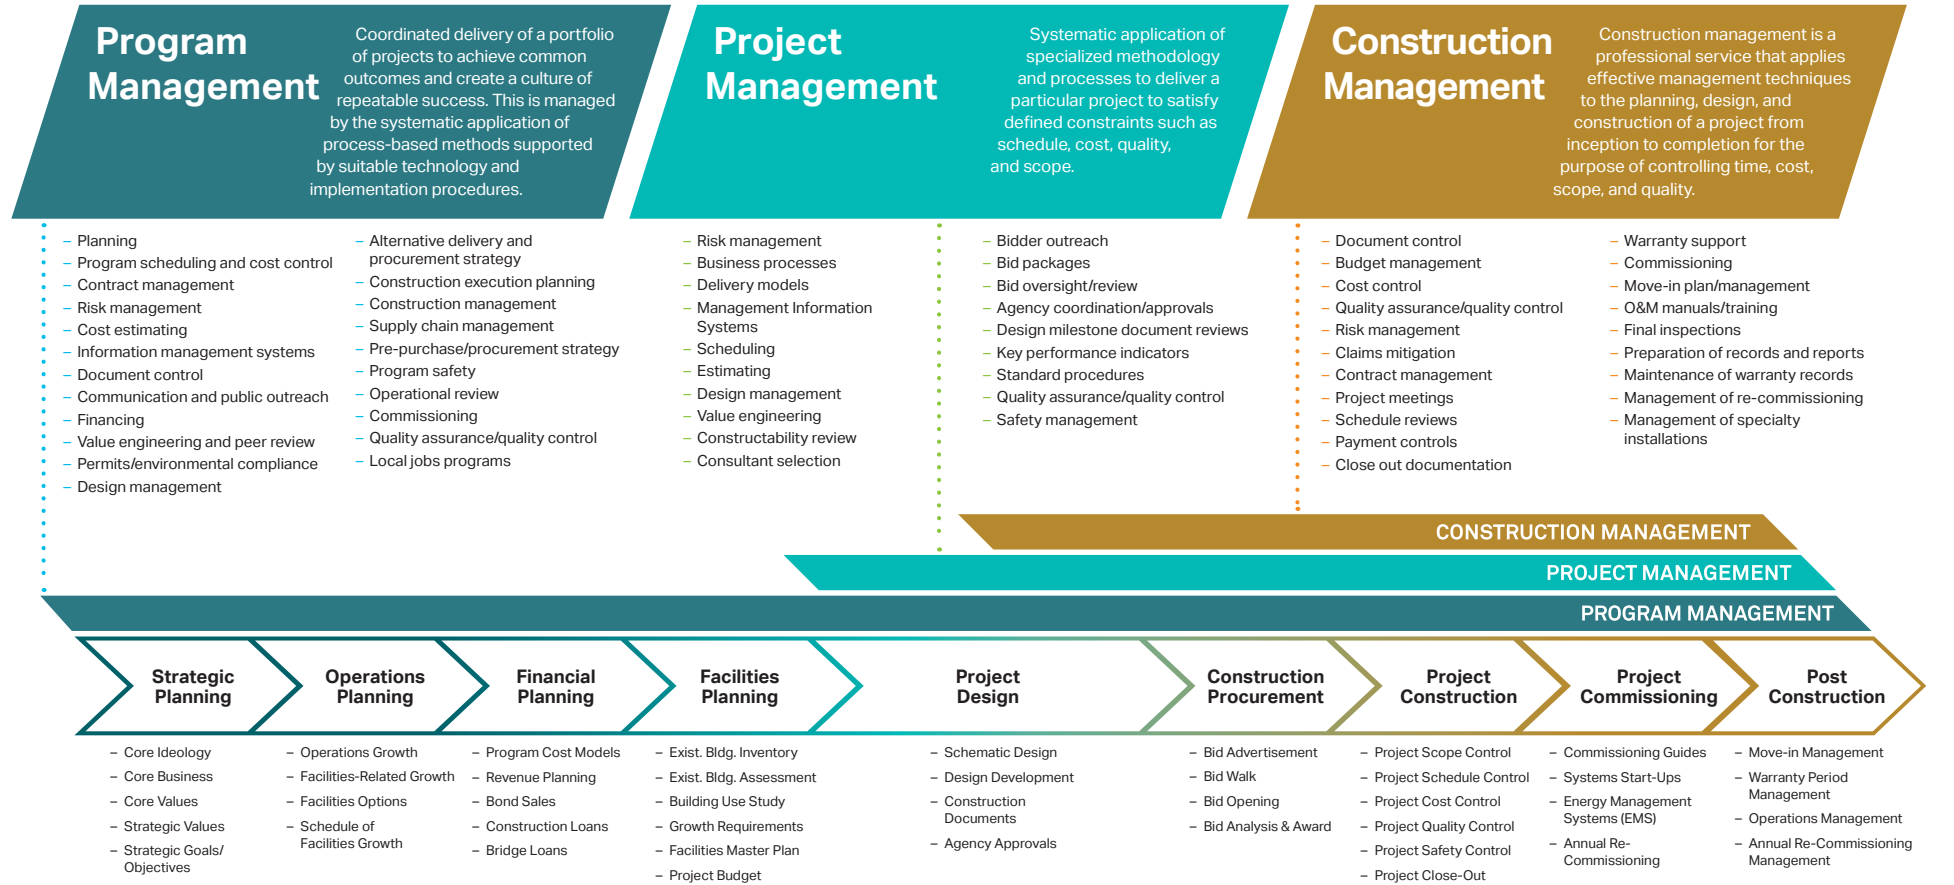 Program
Management
Coordinated delivery of a portfolio
of projects to achieve common
outcomes and create a culture of
repeatable success. This is managed
by the systematic application of
process-based methods supported
by suitable technology and
implementation procedures.
Project
Management
Systematic application of
specialized methodology
and processes to deliver a
particular project to satisfy
defined constraints such as
schedule, cost, quality,
and scope.
Construction
Management
Construction management is a
professional service that applies
effective management techniques
to the planning, design, and
construction of a project from
inception to completion for the
purpose of controlling time, cost,
scope, and quality.
– Planning
– Program scheduling and cost control
– Contract management
– Risk management
– Cost estimating
– Information management systems
– Document control
– Communication and public outreach
– Financing
– Value engineering and peer review
– Permits/environmental compliance
– Design management
– Alternative delivery and
procurement strategy
– Construction execution planning
– Construction management
– Supply chain management
– Pre-purchase/procurement strategy
– Program safety
– Operational review
– Commissioning
– Quality assurance/quality control
– Local jobs programs
– Risk management
– Business processes
– Delivery models
– Management Information
Systems
– Scheduling
– Estimating
– Design management
– Value engineering
– Constructability review
– Consultant selection
– Bidder outreach
– Bid packages
– Bid oversight/review
– Agency coordination/approvals
– Design milestone document reviews
– Key performance indicators
– Standard procedures
– Quality assurance/quality control
– Safety management
– Document control
– Budget management
– Cost control
– Quality assurance/quality control
– Risk management
– Claims mitigation
– Contract management
– Project meetings
– Schedule reviews
– Payment controls
– Close out documentation
– Warranty support
– Commissioning
– Move-in plan/management
– O&M manuals/training
– Final inspections
– Preparation of records and reports
– Maintenance of warranty records
– Management of re-commissioning
– Management of specialty
installations
CONSTRUCTION MANAGEMENT
PROJECT MANAGEMENT
PROGRAM MANAGEMENT
Strategic
Planning
– Core Ideology
– Core Business
– Core Values
– Strategic Values
– Strategic Goals/
Objectives
Operations
Planning
– Operations Growth
– Facilities-Related Growth
– Facilities Options
– Schedule of
Facilities Growth
Financial
Planning
– Program Cost Models
– Revenue Planning
– Bond Sales
– Construction Loans
– Bridge Loans
Facilities
Planning
– Exist. Bldg. Inventory
– Exist. Bldg. Assessment
– Building Use Study
– Growth Requirements
– Facilities Master Plan
– Project Budget
Project
Design
– Schematic Design
– Design Development
– Construction
Documents
– Agency Approvals
Construction
Procurement
– Bid Advertisement
– Bid Walk
– Bid Opening
– Bid Analysis & Award
Project
Construction
– Project Scope Control
– Project Schedule Control
– Project Cost Control
– Project Quality Control
– Project Safety Control
– Project Close-Out
Project
Commissioning
– Commissioning Guides
– Systems Start-Ups
– Energy Management
Systems (EMS)
– Annual Re-
Commissioning
Post
Construction
– Move-in Management
– Warranty Period
Management
– Operations Management
– Annual Re-Commissioning
Management